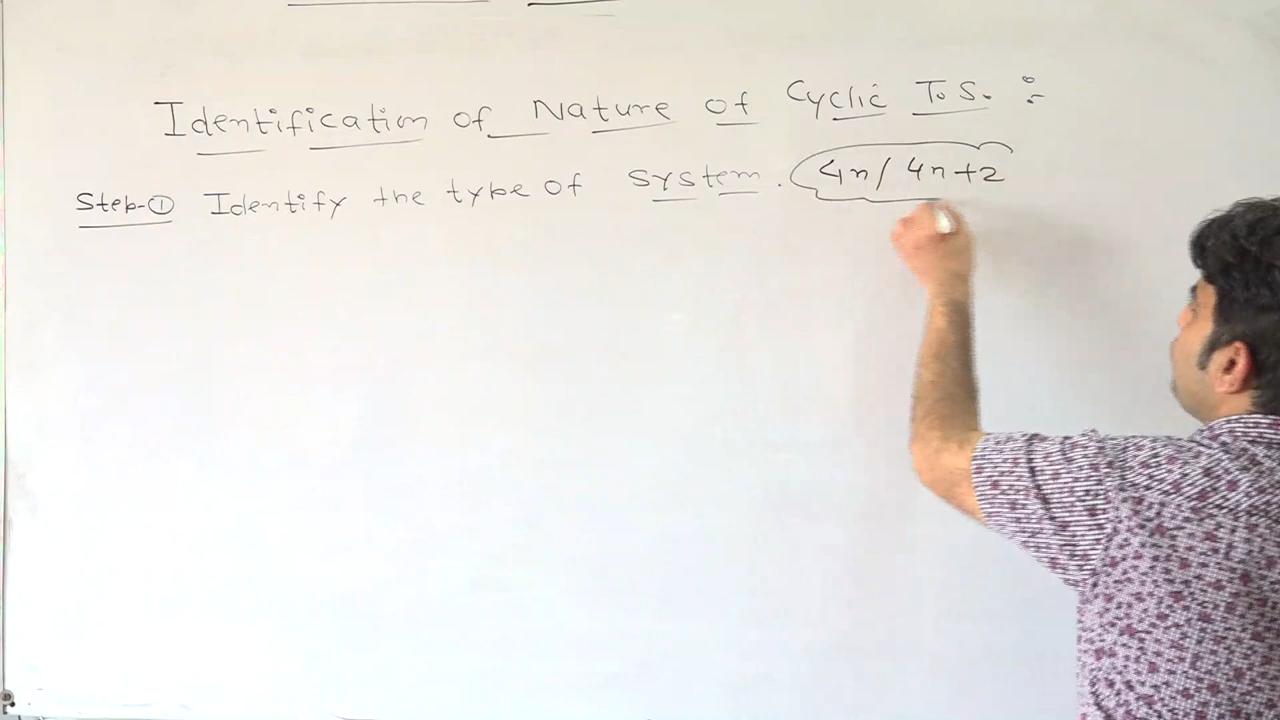 Identification of Nature of Cyclic T.S. :-
Step-① Identify the type of system. (4n/4n+2